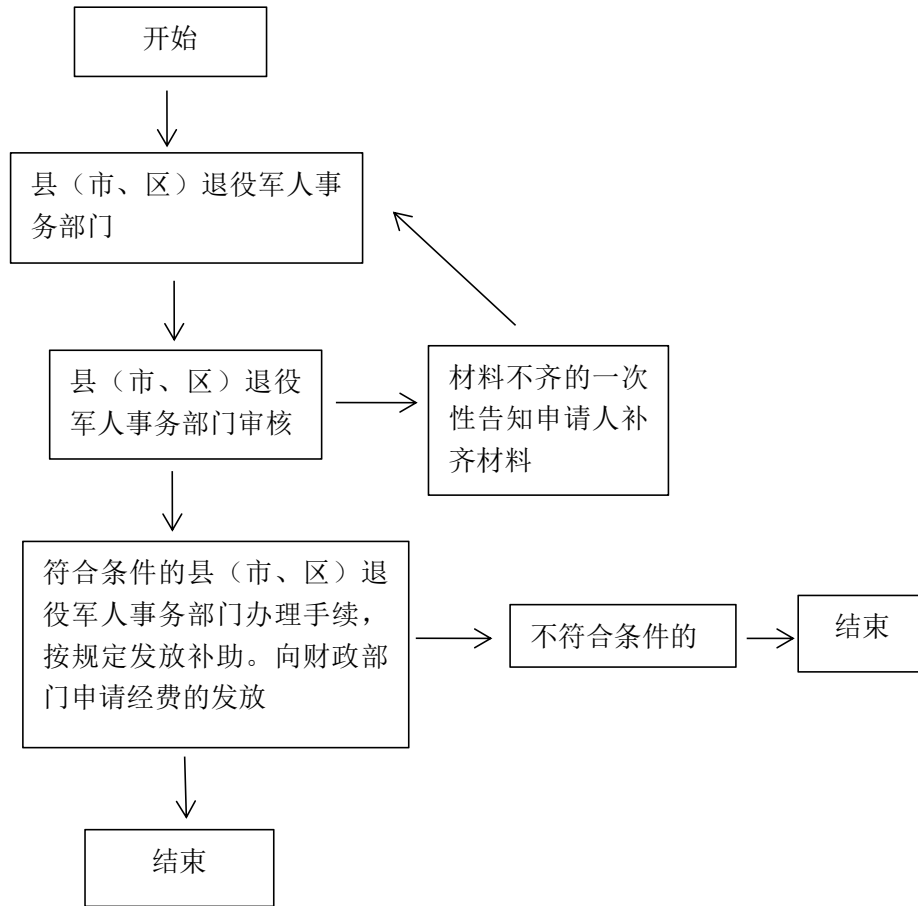 开始
县（市、区）退役军人事
务部门
县（市、区）退役
军人事务部门审核
材料不齐的一次
性告知申请人补
齐材料
符合条件的县（市、区）退
役军人事务部门办理手续，
按规定发放补助。向财政部
门申请经费的发放
不符合条件的
结束
结束